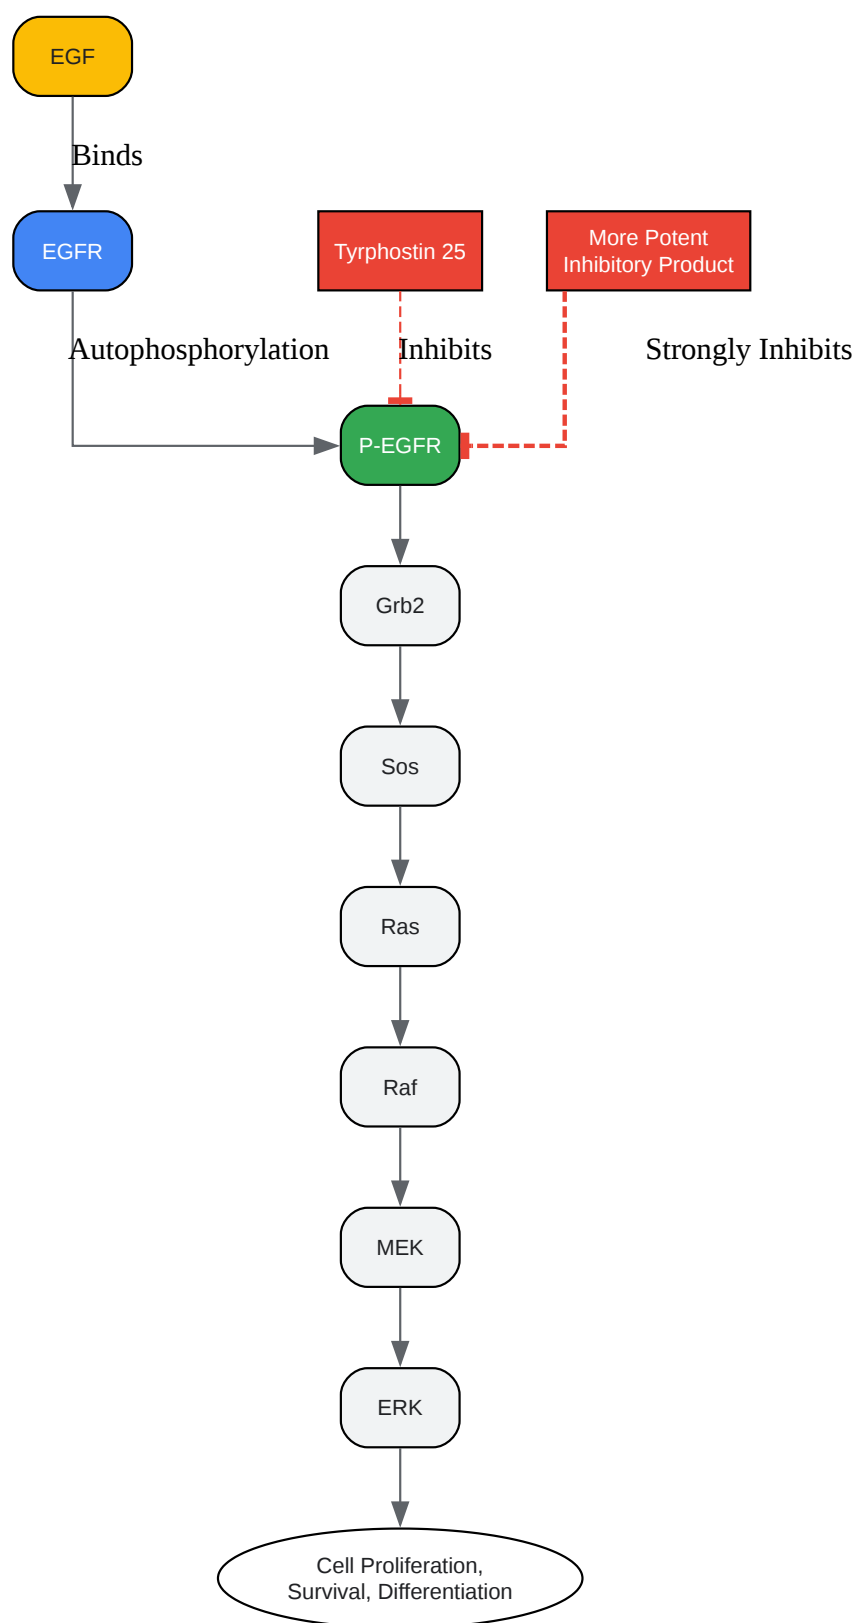 EGF
Binds
EGFR
Tyrphostin 25
More Potent
Inhibitory Product
Autophosphorylation
Inhibits
Strongly Inhibits
P-EGFR
Grb2
Sos
Ras
Raf
MEK
ERK
Cell Proliferation,
Survival, Differentiation